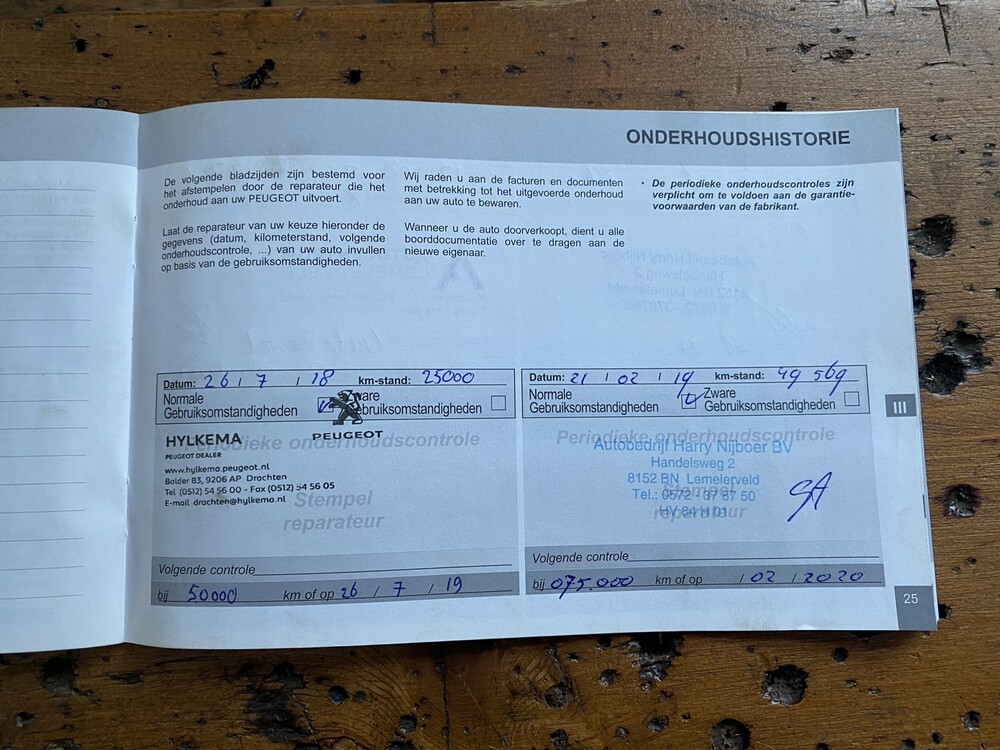 ONDERHOUDSHISTORIE
De volgende bladzijden zijn bestemd voor
het afstempelen door de reparateur die het
onderhoud aan uw PEUGEOT uitvoert.
Laat de reparateur van uw keuze hieronder de
gegevens (datum, kilometerstand, volgende
onderhoudscontrole, ...) van uw auto invullen
op basis van de gebruiksomstandigheden.
Wij raden u aan de facturen en documenten
met betrekking tot het uitgevoerde onderhoud
aan uw auto te bewaren.
Wanneer u de auto doorverkoopt, dient u alle
boorddocumentatie over te dragen aan de
nieuwe eigenaar.
• De periodieke onderhoudscontroles zijn
verplicht om te voldoen aan de garantie-
voorwaarden van de fabrikant.
Datum: 26 / 7 / 18 km-stand: 25000
Normale
Gebruiksomstandigheden
Zware
Gebruiksomstandigheden
PEUGEOT
Periodieke onderhoudscontrole
HYLKEMA
PEUGEOT DEALER
www.hylkema.peugeot.nl
Bolder 83, 9206 AP Drachten
Tel (0512) 54 56 00 - Fax (0512) 54 56 05
E-mail drachten@hylkema.nl
Stempel
reparateur
Volgende controle
bij 50000 km of op 26 / 7 / 19
Datum: 21 / 02 / 19 km-stand: 49 569
Normale
Gebruiksomstandigheden
Zware
Gebruiksomstandigheden
Periodieke onderhoudscontrole
Autobedrijf Harry Nijboer BV
Handelsweg 2
8152 BN Lemelerveld
Tel.: 0572 - 37 87 50
Stempel
reparateur
Volgende controle
bij 075.000 km of op / 02 / 2020
III
25